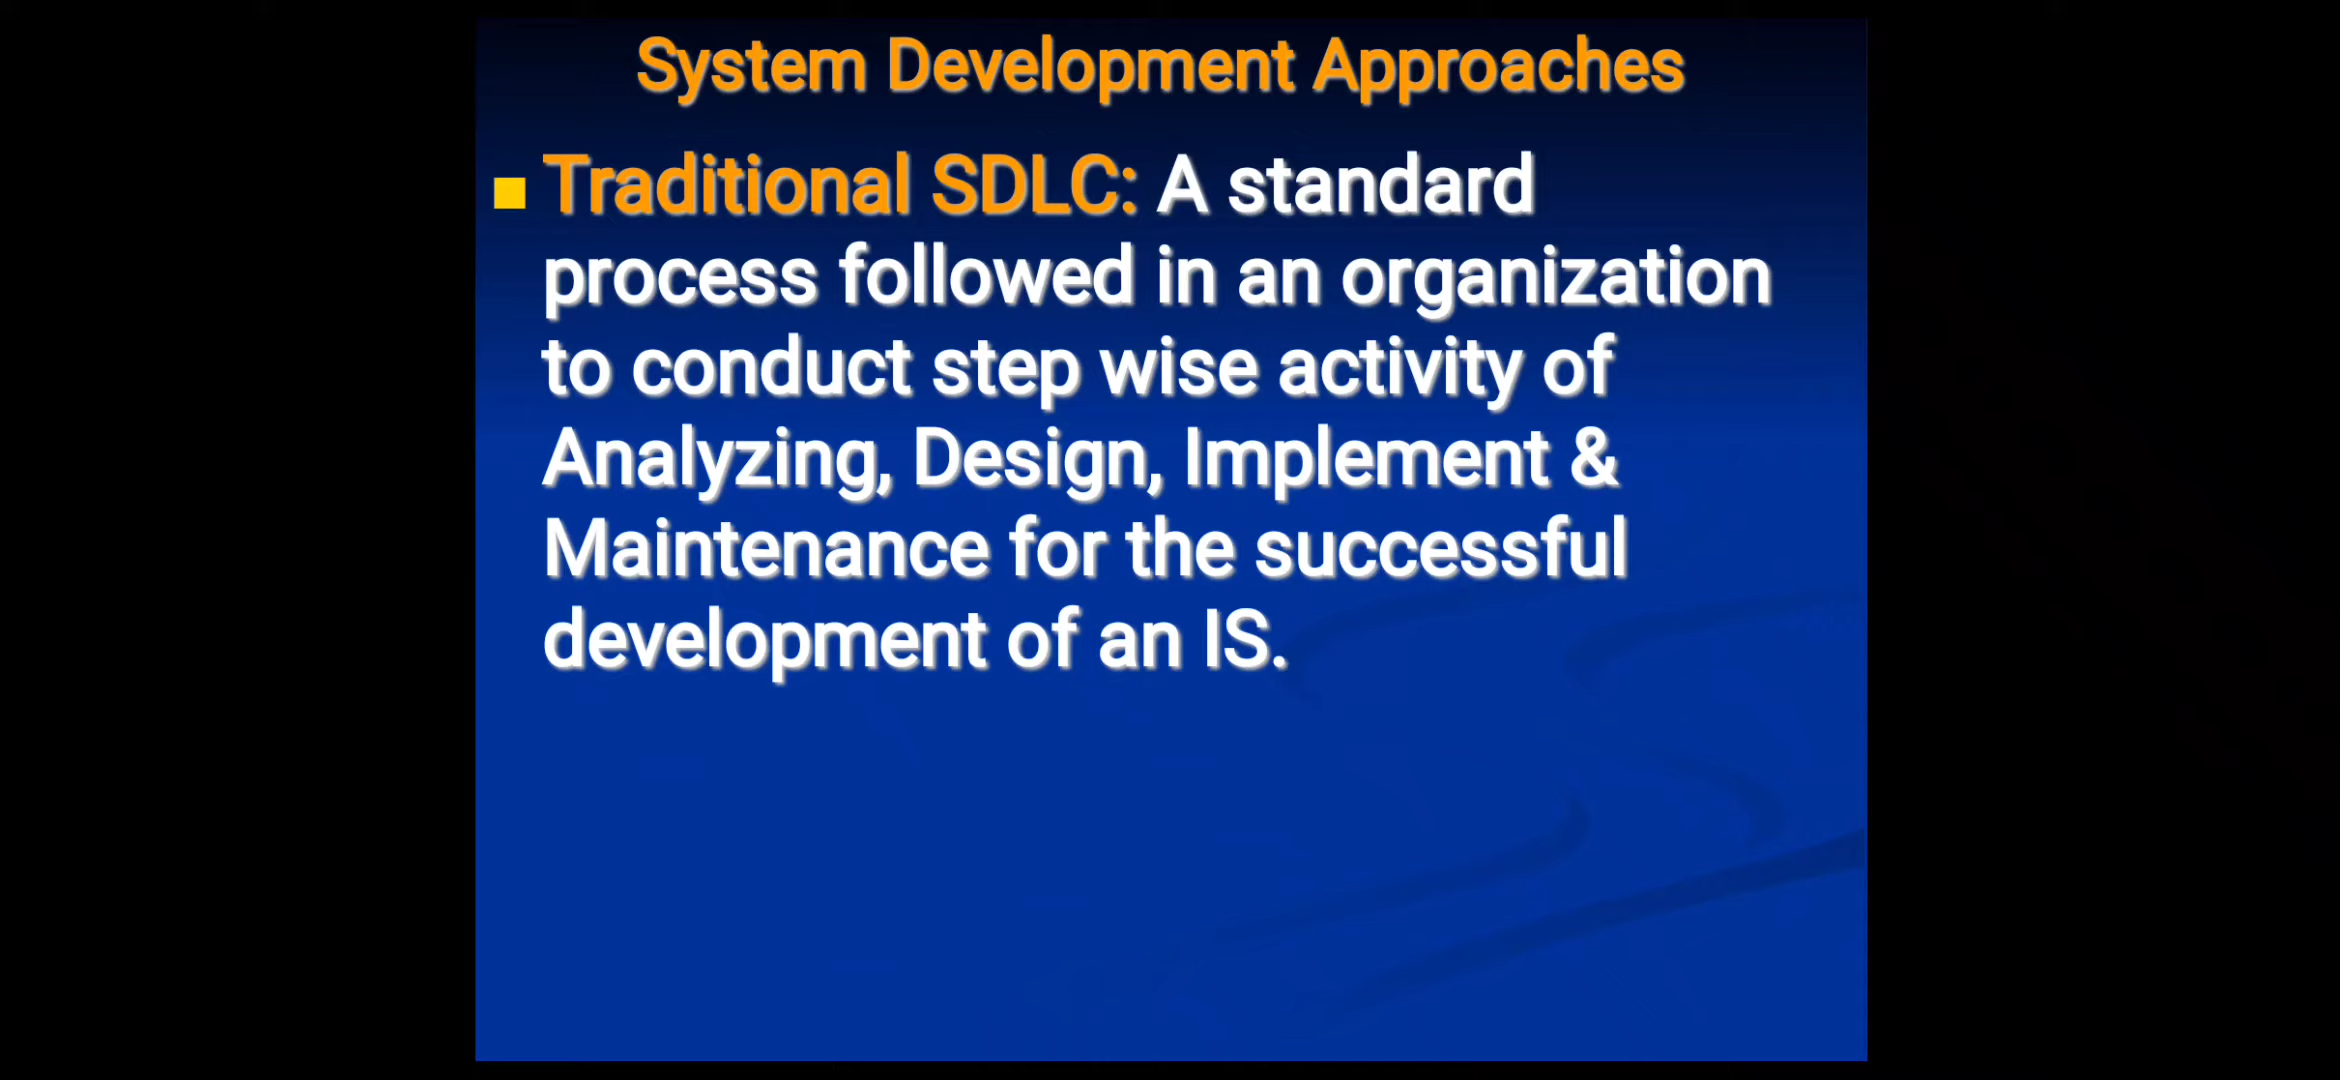 System Development Approaches
Traditional SDLC: A standard
process followed in an organization
to conduct step wise activity of
Analyzing, Design, Implement &
Maintenance for the successful
development of an IS.